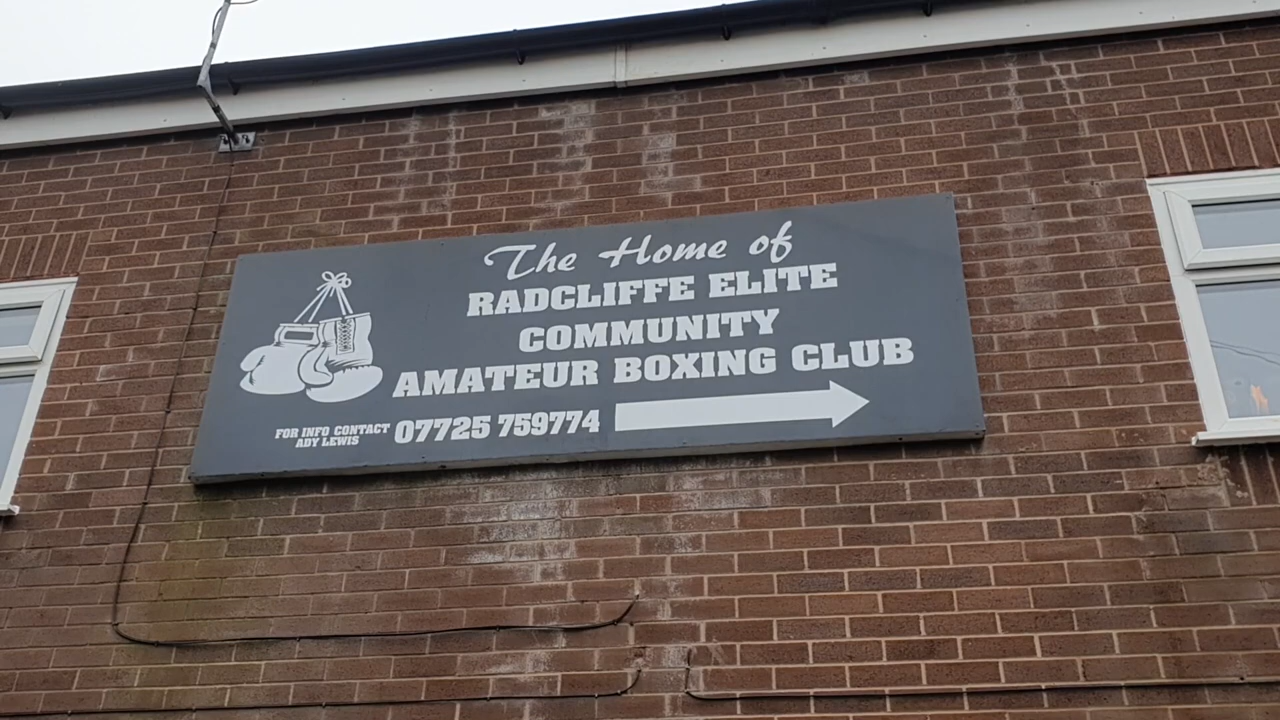 The Home of
RADCLIFFE ELITE
COMMUNITY
AMATEUR BOXING CLUB
FOR INFO CONTACT
ADY LEWIS
07725 759774